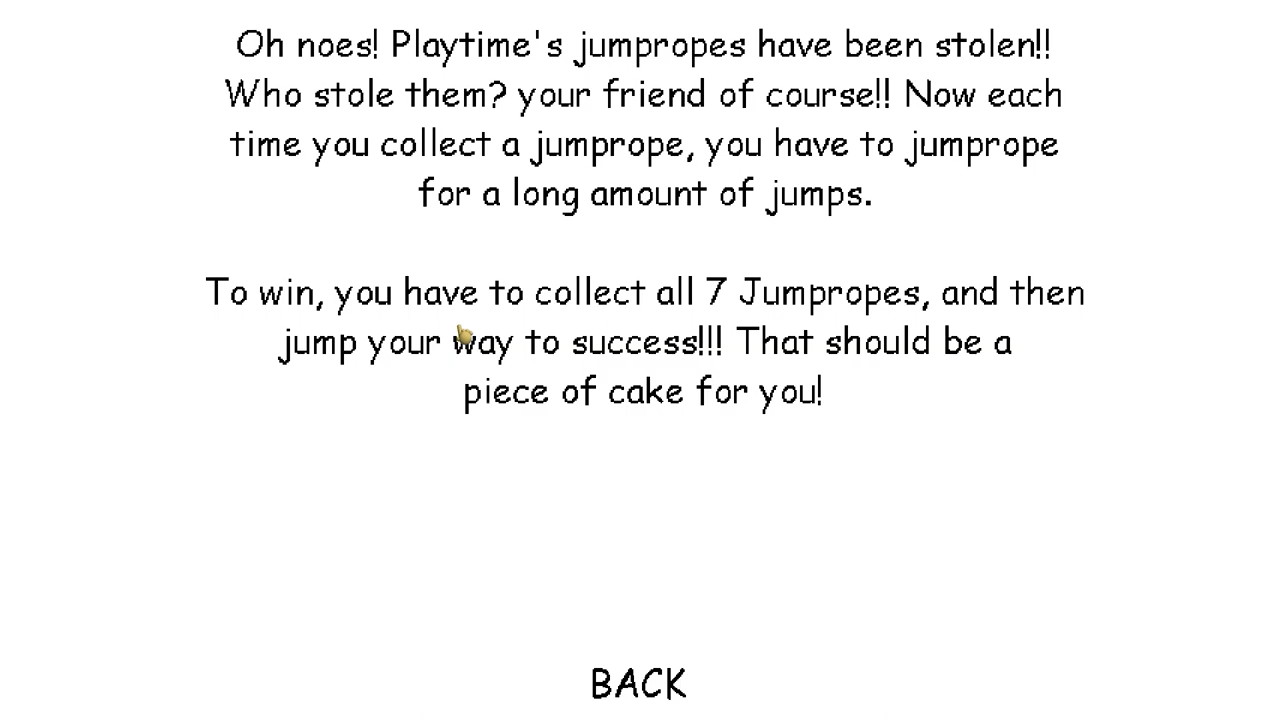 Oh noes! Playtime's jumpropes have been stolen!!
Who stole them? your friend of course!! Now each
time you collect a jumprope, you have to jumprope
for a long amount of jumps.
To win, you have to collect all 7 Jumpropes, and then
jump your way to success!!! That should be a
piece of cake for you!
BACK